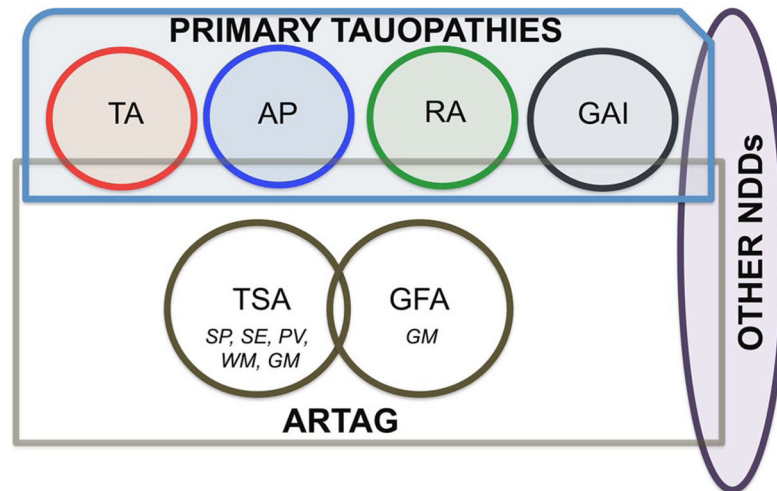 PRIMARY TAUOPATHIES
TA
AP
RA
GAI
TSA
SP, SE, PV,
WM, GM
GFA
GM
ARTAG
OTHER NDDs